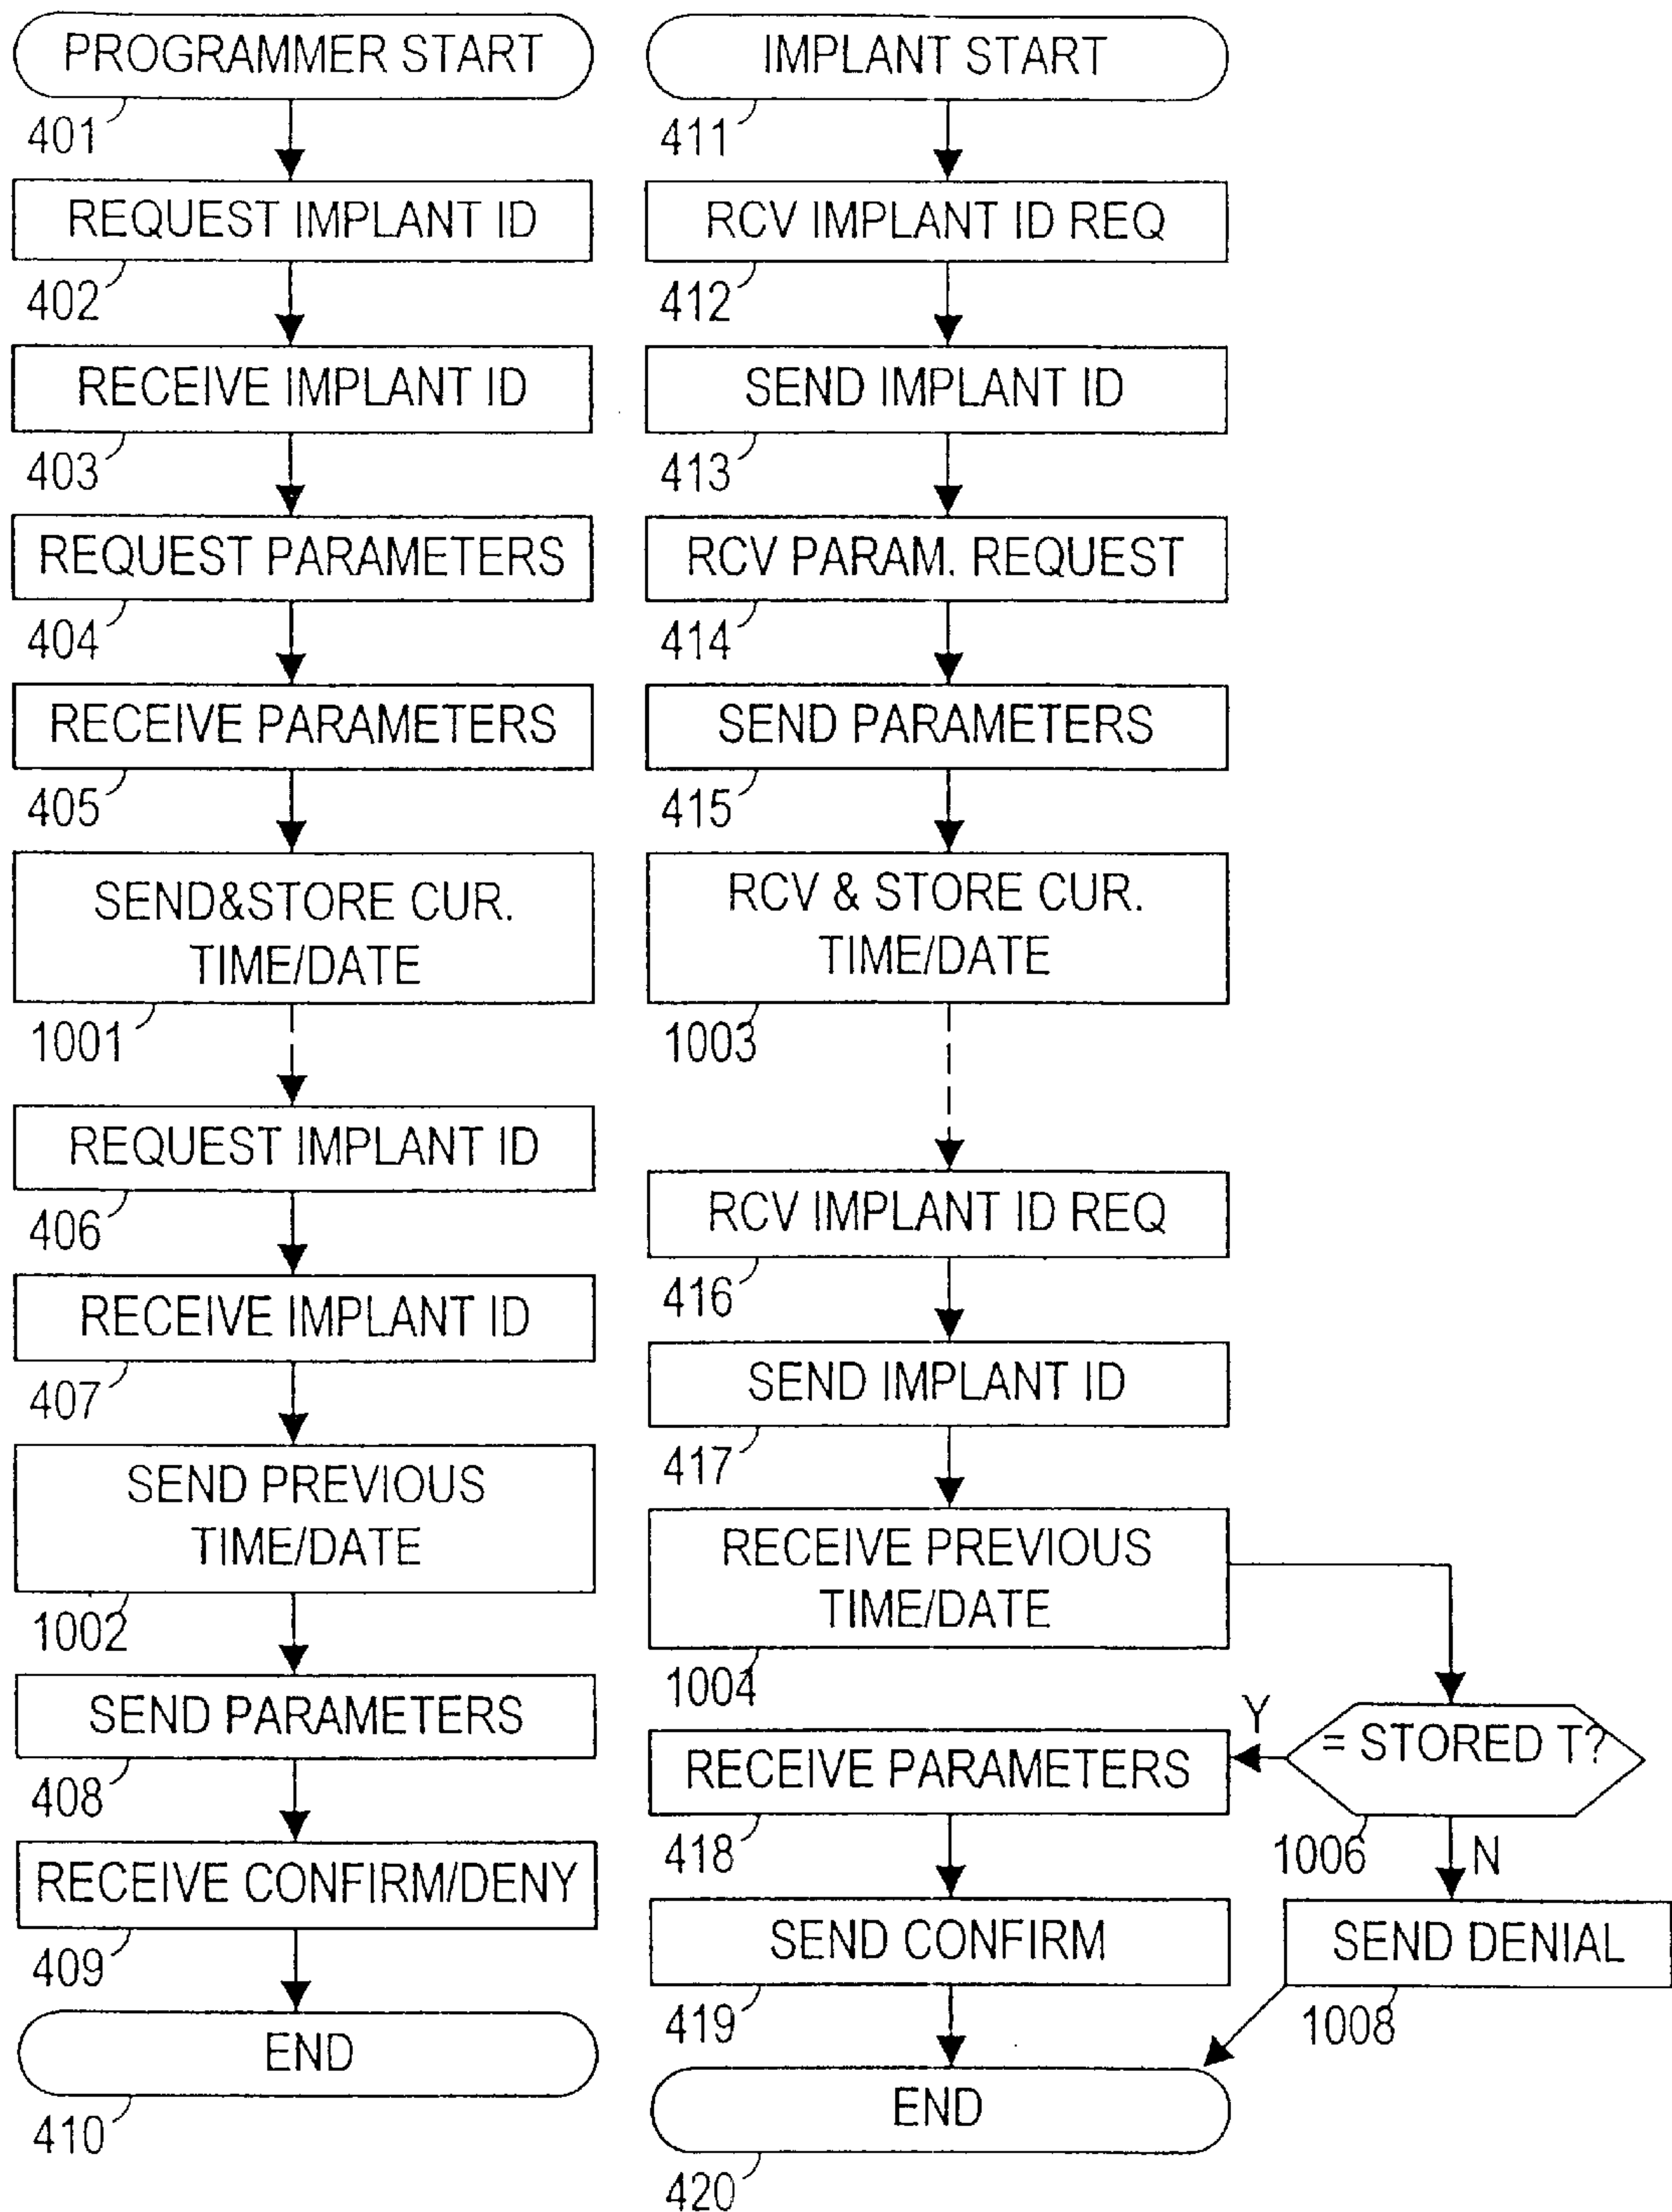 PROGRAMMER START
401
REQUEST IMPLANT ID
402
RECEIVE IMPLANT ID
403
REQUEST PARAMETERS
404
RECEIVE PARAMETERS
405
SEND&STORE CUR.
TIME/DATE
1001
REQUEST IMPLANT ID
406
RECEIVE IMPLANT ID
407
SEND PREVIOUS
TIME/DATE
1002
SEND PARAMETERS
408
RECEIVE CONFIRM/DENY
409
END
410
IMPLANT START
411
RCV IMPLANT ID REQ
412
SEND IMPLANT ID
413
RCV PARAM. REQUEST
414
SEND PARAMETERS
415
RCV & STORE CUR.
TIME/DATE
1003
RCV IMPLANT ID REQ
416
SEND IMPLANT ID
417
RECEIVE PREVIOUS
TIME/DATE
1004
= STORED T?
1006
Y
N
RECEIVE PARAMETERS
418
SEND CONFIRM
419
SEND DENIAL
1008
END
420